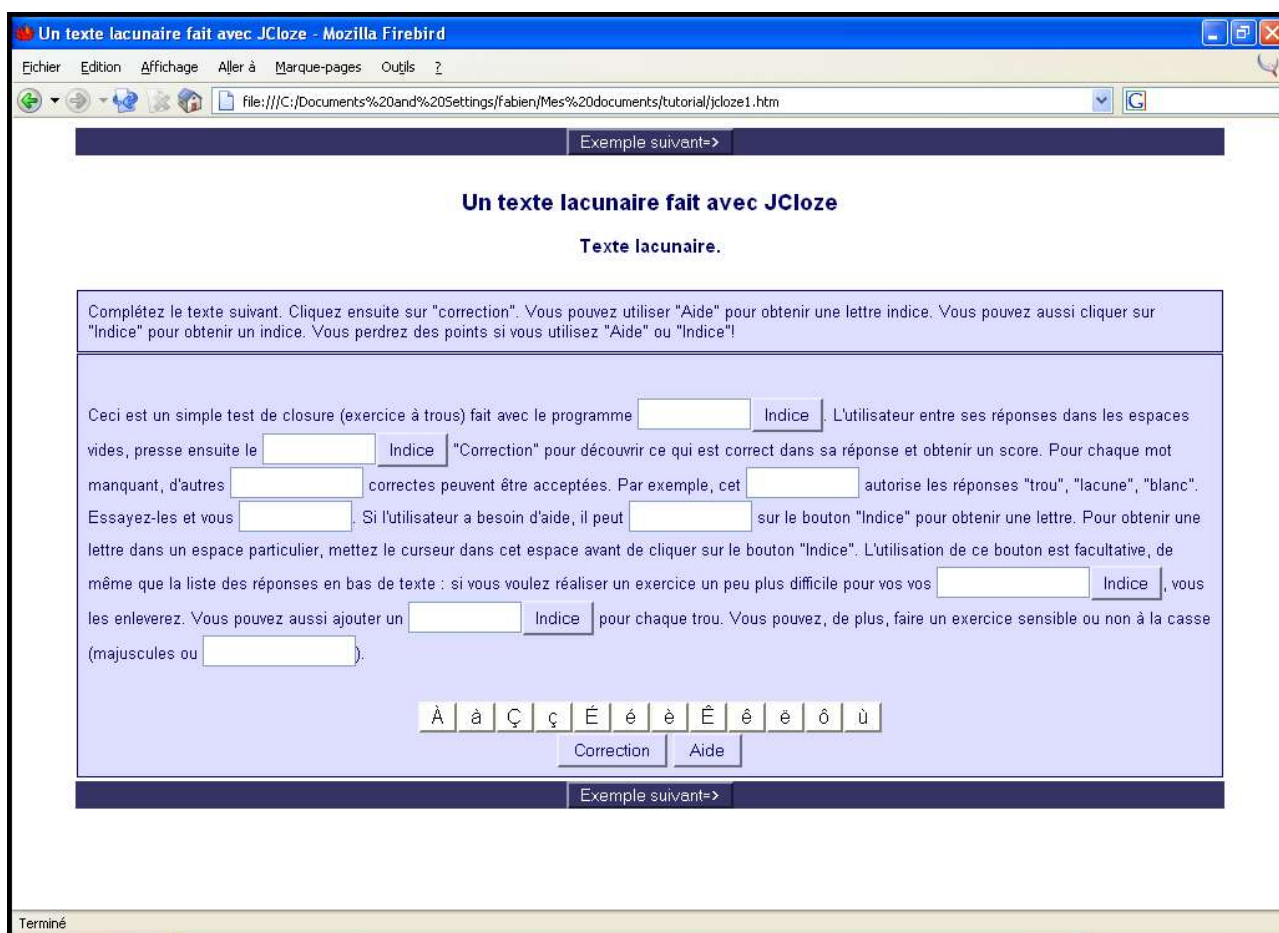 Un texte lacunaire fait avec JCloze - Mozilla Firebird
Fichier Edition Affichage Aller à Marque-pages Outils ?
file:///C:/Documents%20and%20Settings/fabien/Mes%20documents/tutorial/jcloze1.htm G
Exemple suivant=>
Un texte lacunaire fait avec JCloze
Texte lacunaire.
Complétez le texte suivant. Cliquez ensuite sur "correction". Vous pouvez utiliser "Aide" pour obtenir une lettre indice. Vous pouvez aussi cliquer sur
"Indice" pour obtenir un indice. Vous perdrez des points si vous utilisez "Aide" ou "Indice"!
Ceci est un simple test de closure (exercice à trous) fait avec le programme Indice . L'utilisateur entre ses réponses dans les espaces
vides, presse ensuite le Indice "Correction" pour découvrir ce qui est correct dans sa réponse et obtenir un score. Pour chaque mot
manquant, d'autres correctes peuvent être acceptées. Par exemple, cet autorise les réponses "trou", "lacune", "blanc".
Essayez-les et vous . Si l'utilisateur a besoin d'aide, il peut sur le bouton "Indice" pour obtenir une lettre. Pour obtenir une
lettre dans un espace particulier, mettez le curseur dans cet espace avant de cliquer sur le bouton "Indice". L'utilisation de ce bouton est facultative, de
même que la liste des réponses en bas de texte : si vous voulez réaliser un exercice un peu plus difficile pour vos vos Indice , vous
les enleverez. Vous pouvez aussi ajouter un Indice pour chaque trou. Vous pouvez, de plus, faire un exercice sensible ou non à la casse
(majuscules ou ).
À à Ç ç É é è Ê ê ë ô ù
Correction Aide
Exemple suivant=>
Terminé